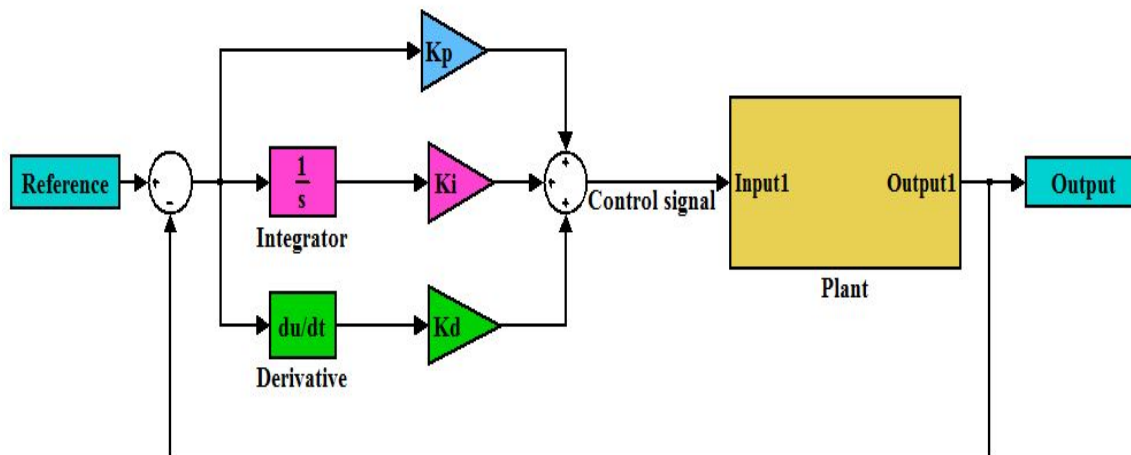 Kp
+
Reference
+
-
1
s
Integrator
Ki
+
+
Control signal
Input1
Output1
Plant
Output
du/dt
Derivative
Kd